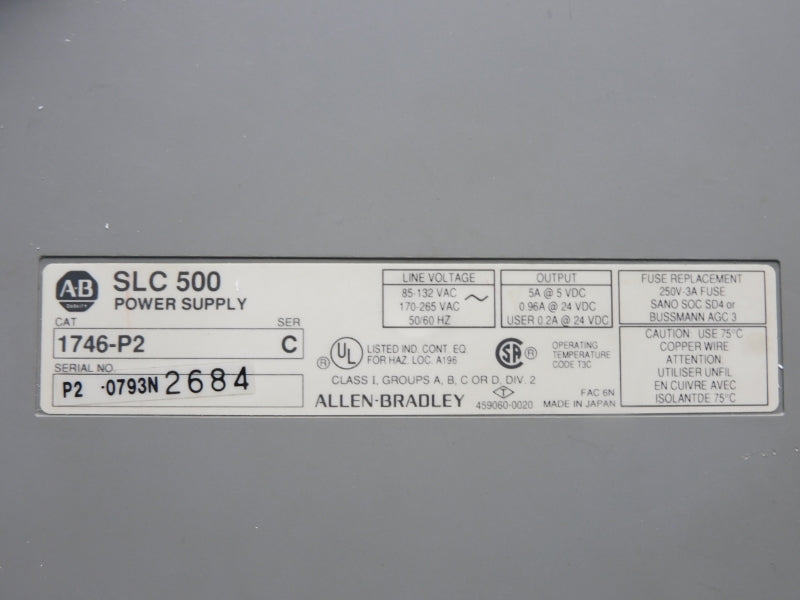 A·B
SLC 500
POWER SUPPLY
CAT
SER
1746-P2
C
SERIAL NO.
P2 -0793N 2684
LINE VOLTAGE
85-132 VAC
170-265 VAC
50/60 HZ
OUTPUT
5A @ 5 VDC
0.96A @ 24 VDC
USER 0.2A @ 24 VDC
FUSE REPLACEMENT
250V-3A FUSE
SANO SOC SD4 or
BUSSMANN AGC 3
UL
®
LISTED IND. CONT. EQ.
FOR HAZ. LOC. A196
SA ®
OPERATING
TEMPERATURE
CODE T3C
CLASS I, GROUPS A, B, C OR D, DIV. 2
ALLEN-BRADLEY
T
459060-0020
FAC 6N
MADE IN JAPAN
CAUTION: USE 75°C
COPPER WIRE
ATTENTION:
UTILISER UNFIL
EN CUIVRE AVEC
ISOLANTDE 75°C